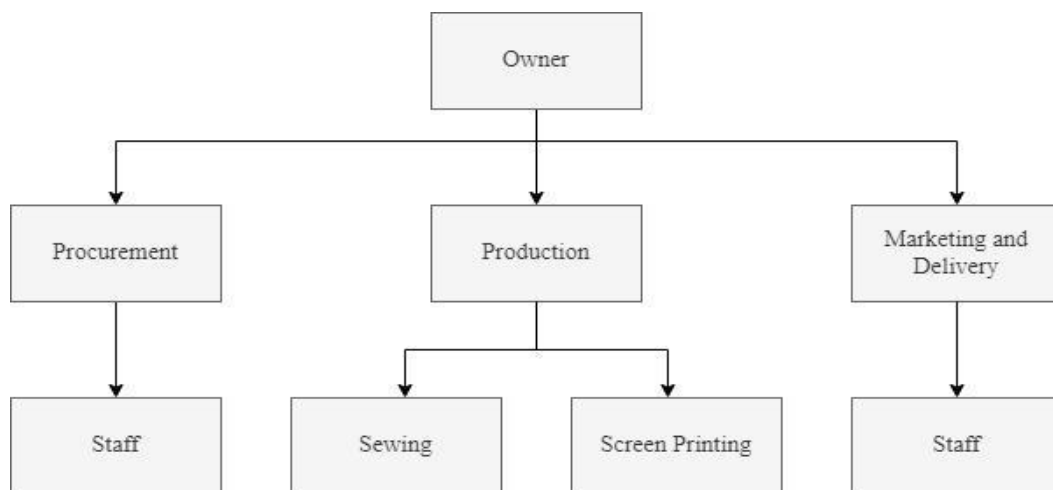 Owner
Procurement
Production
Marketing and
Delivery
Staff
Sewing
Screen Printing
Staff